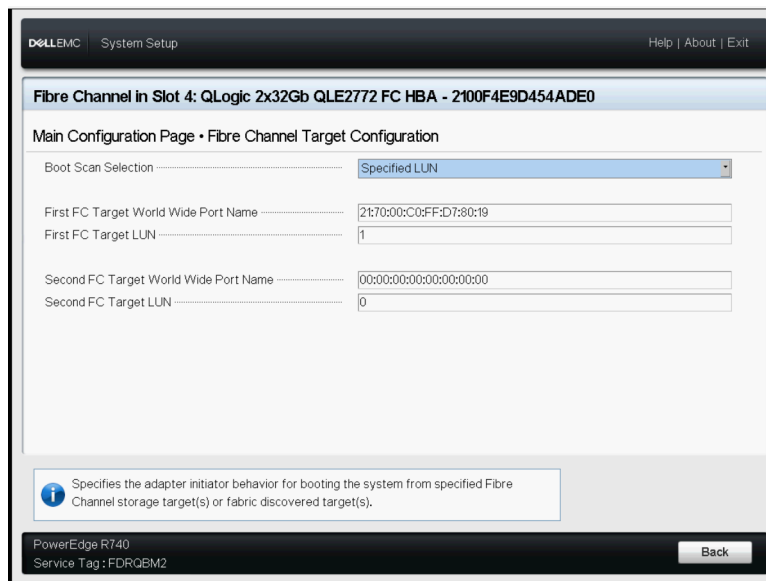 DELLEMC System Setup
Help | About | Exit
Fibre Channel in Slot 4: QLogic 2x32Gb QLE2772 FC HBA - 2100F4E9D454ADE0
Main Configuration Page • Fibre Channel Target Configuration
Boot Scan Selection Specified LUN
First FC Target World Wide Port Name 21:70:00:C0:FF:D7:80:19
First FC Target LUN 1
Second FC Target World Wide Port Name 00:00:00:00:00:00:00:00
Second FC Target LUN 0
Specifies the adapter initiator behavior for booting the system from specified Fibre
Channel storage target(s) or fabric discovered target(s).
PowerEdge R740
Service Tag : FDRQBM2
Back